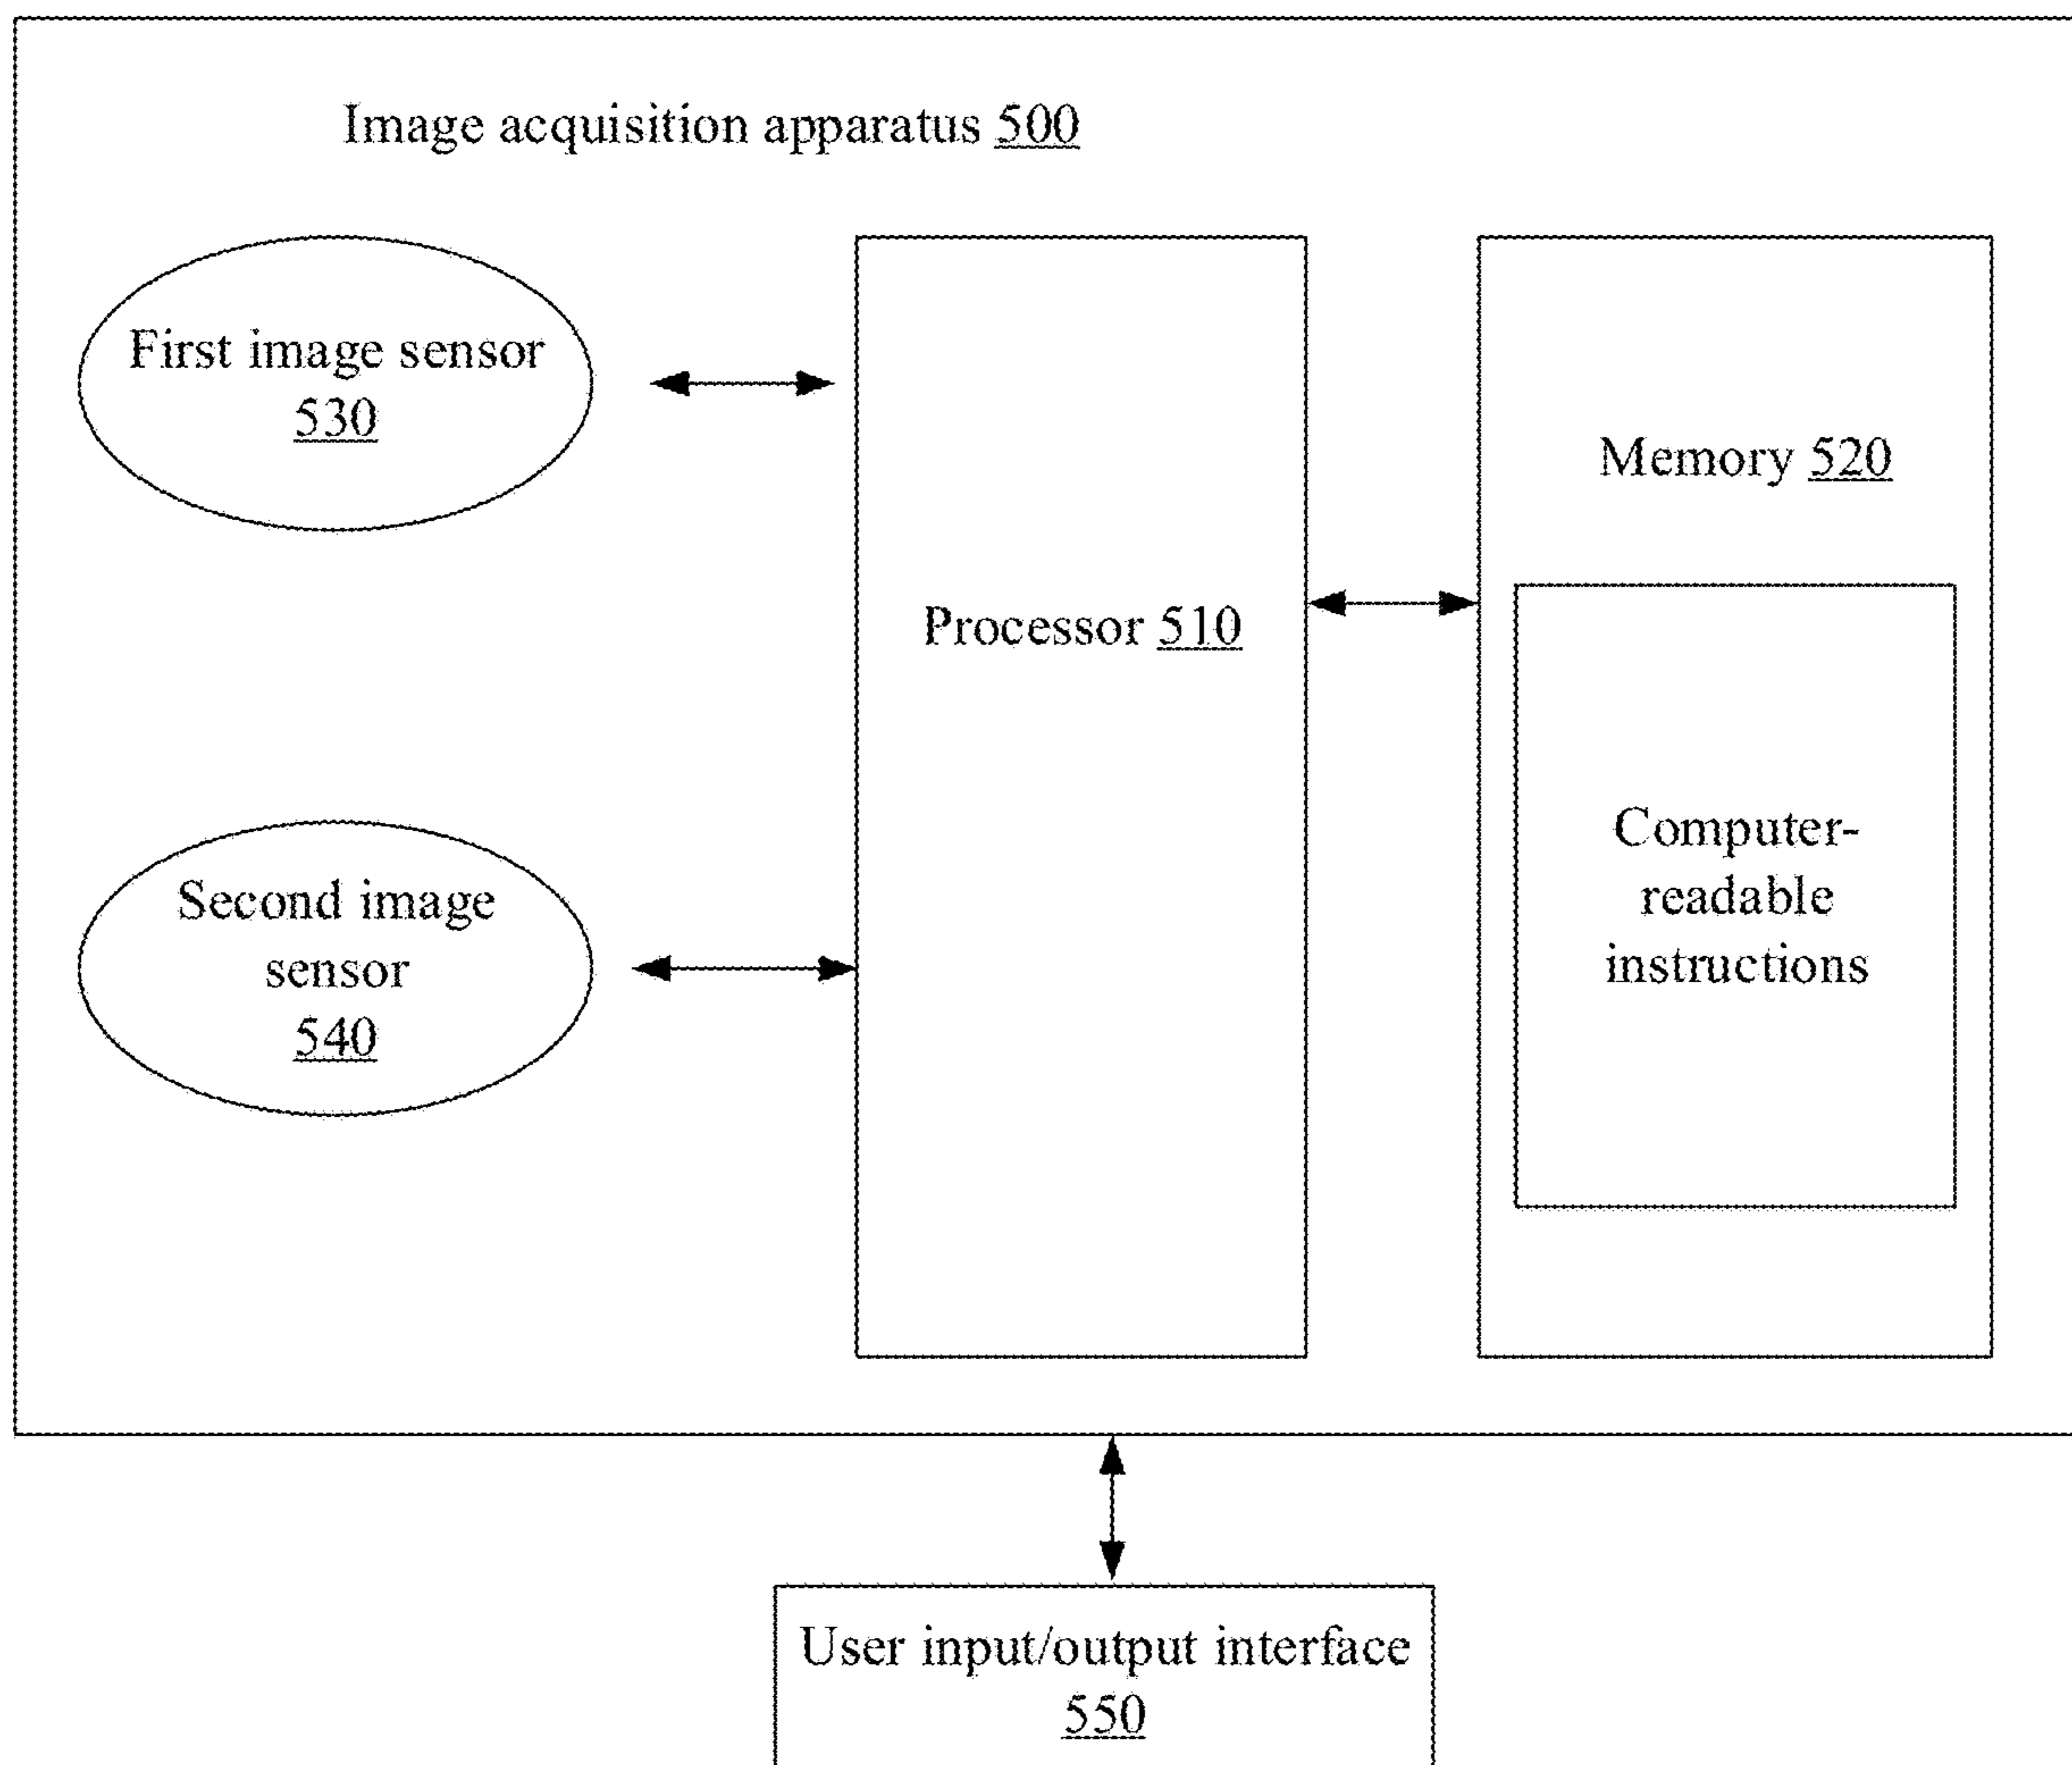 Image acquisition apparatus 500
First image sensor
530
Memory 520
Processor 510
Computer-
readable
instructions
Second image
sensor
540
User input/output interface
550